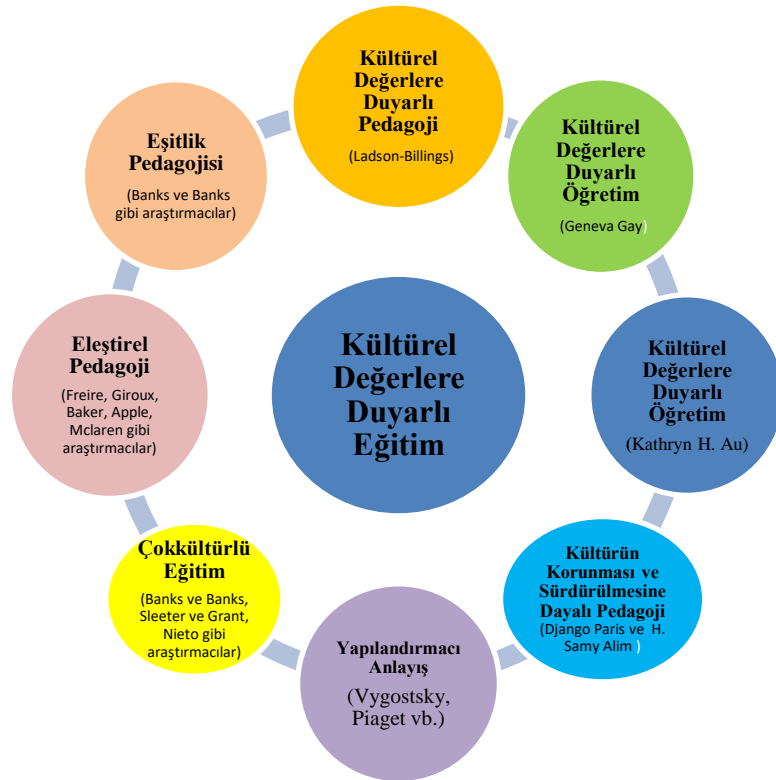 Kültürel
Değerlere
Duyarlı
Pedagoji
(Ladson-Billings)
Kültürel
Değerlere
Duyarlı
Öğretim
(Geneva Gay)
Kültürel
Değerlere
Duyarlı
Öğretim
(Kathryn H. Au)
Kültürün
Korunması ve
Sürdürülmesine
Dayalı Pedagoji
(Django Paris ve H.
Samy Alim )
Yapılandırmacı
Anlayış
(Vygostsky,
Piaget vb.)
Çokkültürlü
Eğitim
(Banks ve Banks,
Sleeter ve Grant,
Nieto gibi
araştırmacılar)
Eleştirel
Pedagoji
(Freire, Giroux,
Baker, Apple,
Mclaren gibi
araştırmacılar)
Eşitlik
Pedagojisi
(Banks ve Banks
gibi araştırmacılar)
Kültürel
Değerlere
Duyarlı
Eğitim